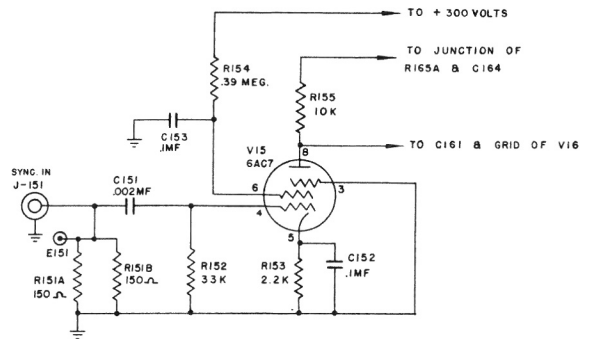 TO + 300 VOLTS
TO JUNCTION OF
R165A & C164
R154
.39 MEG.
R155
10K
C153
.1MF
V15
6AC7
8
TO C161 & GRID OF V16
SYNC. IN
J-151
C151
.002MF
6
4
3
5
E151
R151A
150Ω
R151B
150Ω
R152
33K
R153
2.2K
C152
.1MF